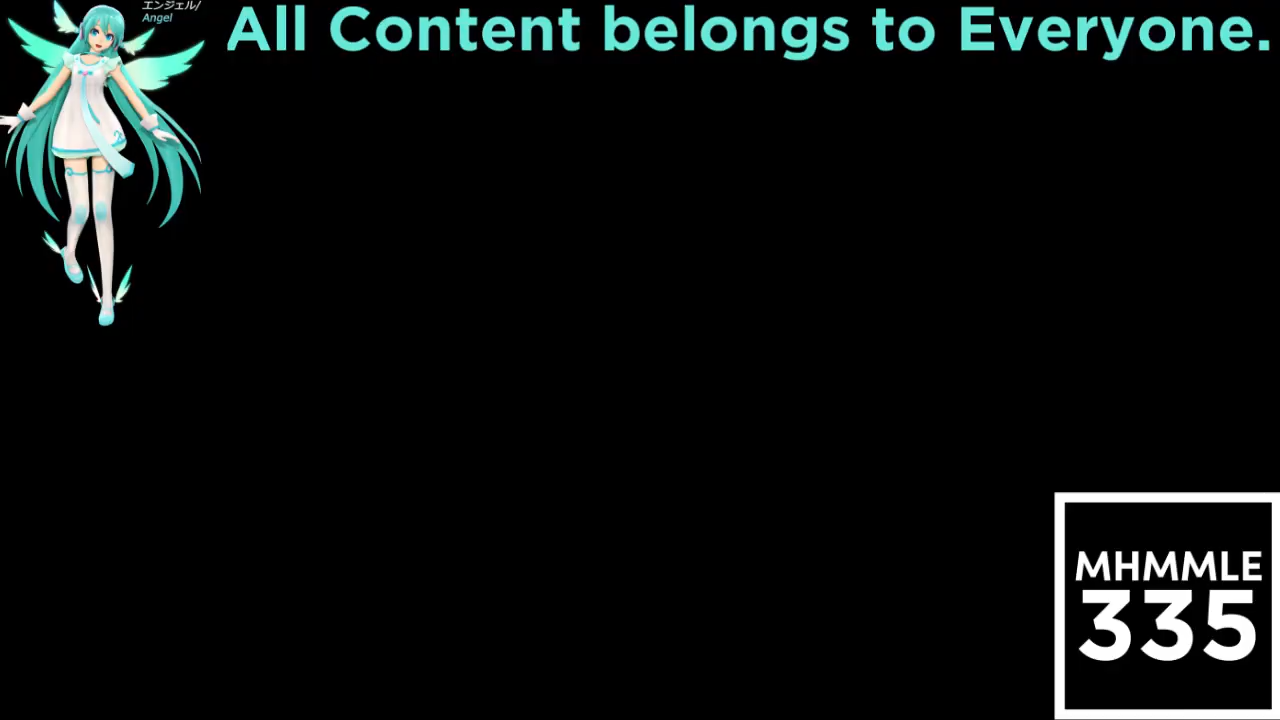 エンジェル/
Angel
All Content belongs to Everyone.
MHMMLE
335